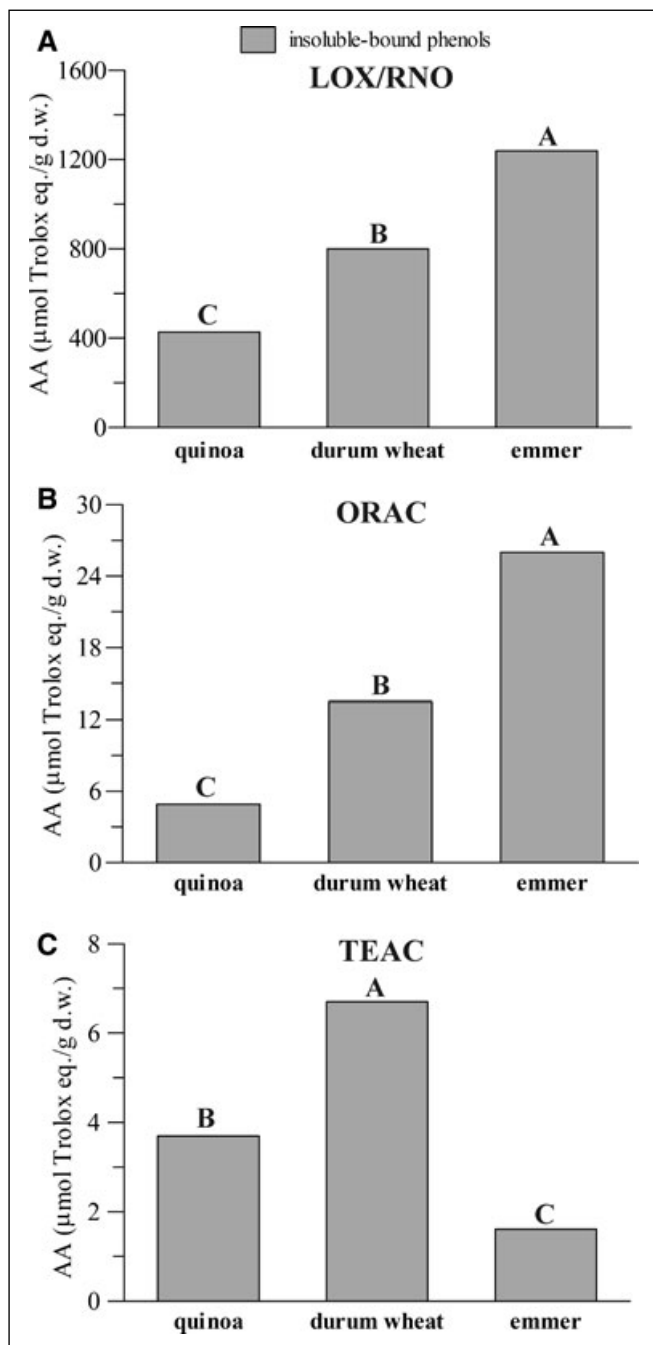 A
insoluble-bound phenols
LOX/RNO
AA (µmol Trolox eq./g d.w.)
1600
1200
800
400
0
C
B
A
quinoa durum wheat emmer
B
ORAC
AA (µmol Trolox eq./g d.w.)
30
24
18
12
6
0
C
B
A
quinoa durum wheat emmer
C
TEAC
AA (µmol Trolox eq./g d.w.)
8
6
4
2
0
B
A
C
quinoa durum wheat emmer